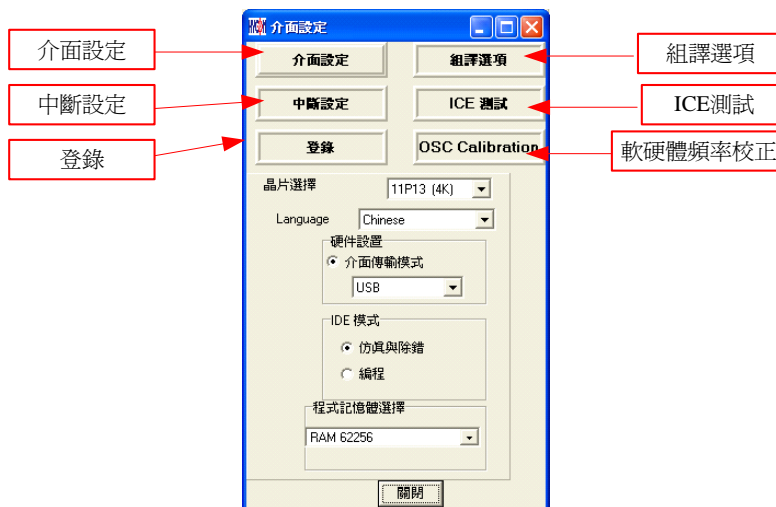 介面設定
介面設定
介面設定
組譯選項
組譯選項
中斷設定
中斷設定
ICE 測試
ICE測試
登錄
登錄
OSC Calibration
軟硬體頻率校正
晶片選擇
11P13 (4K)
Language
Chinese
硬件設置
介面傳輸模式
USB
IDE 模式
仿真與除錯
編程
程式記憶體選擇
RAM 62256
關閉